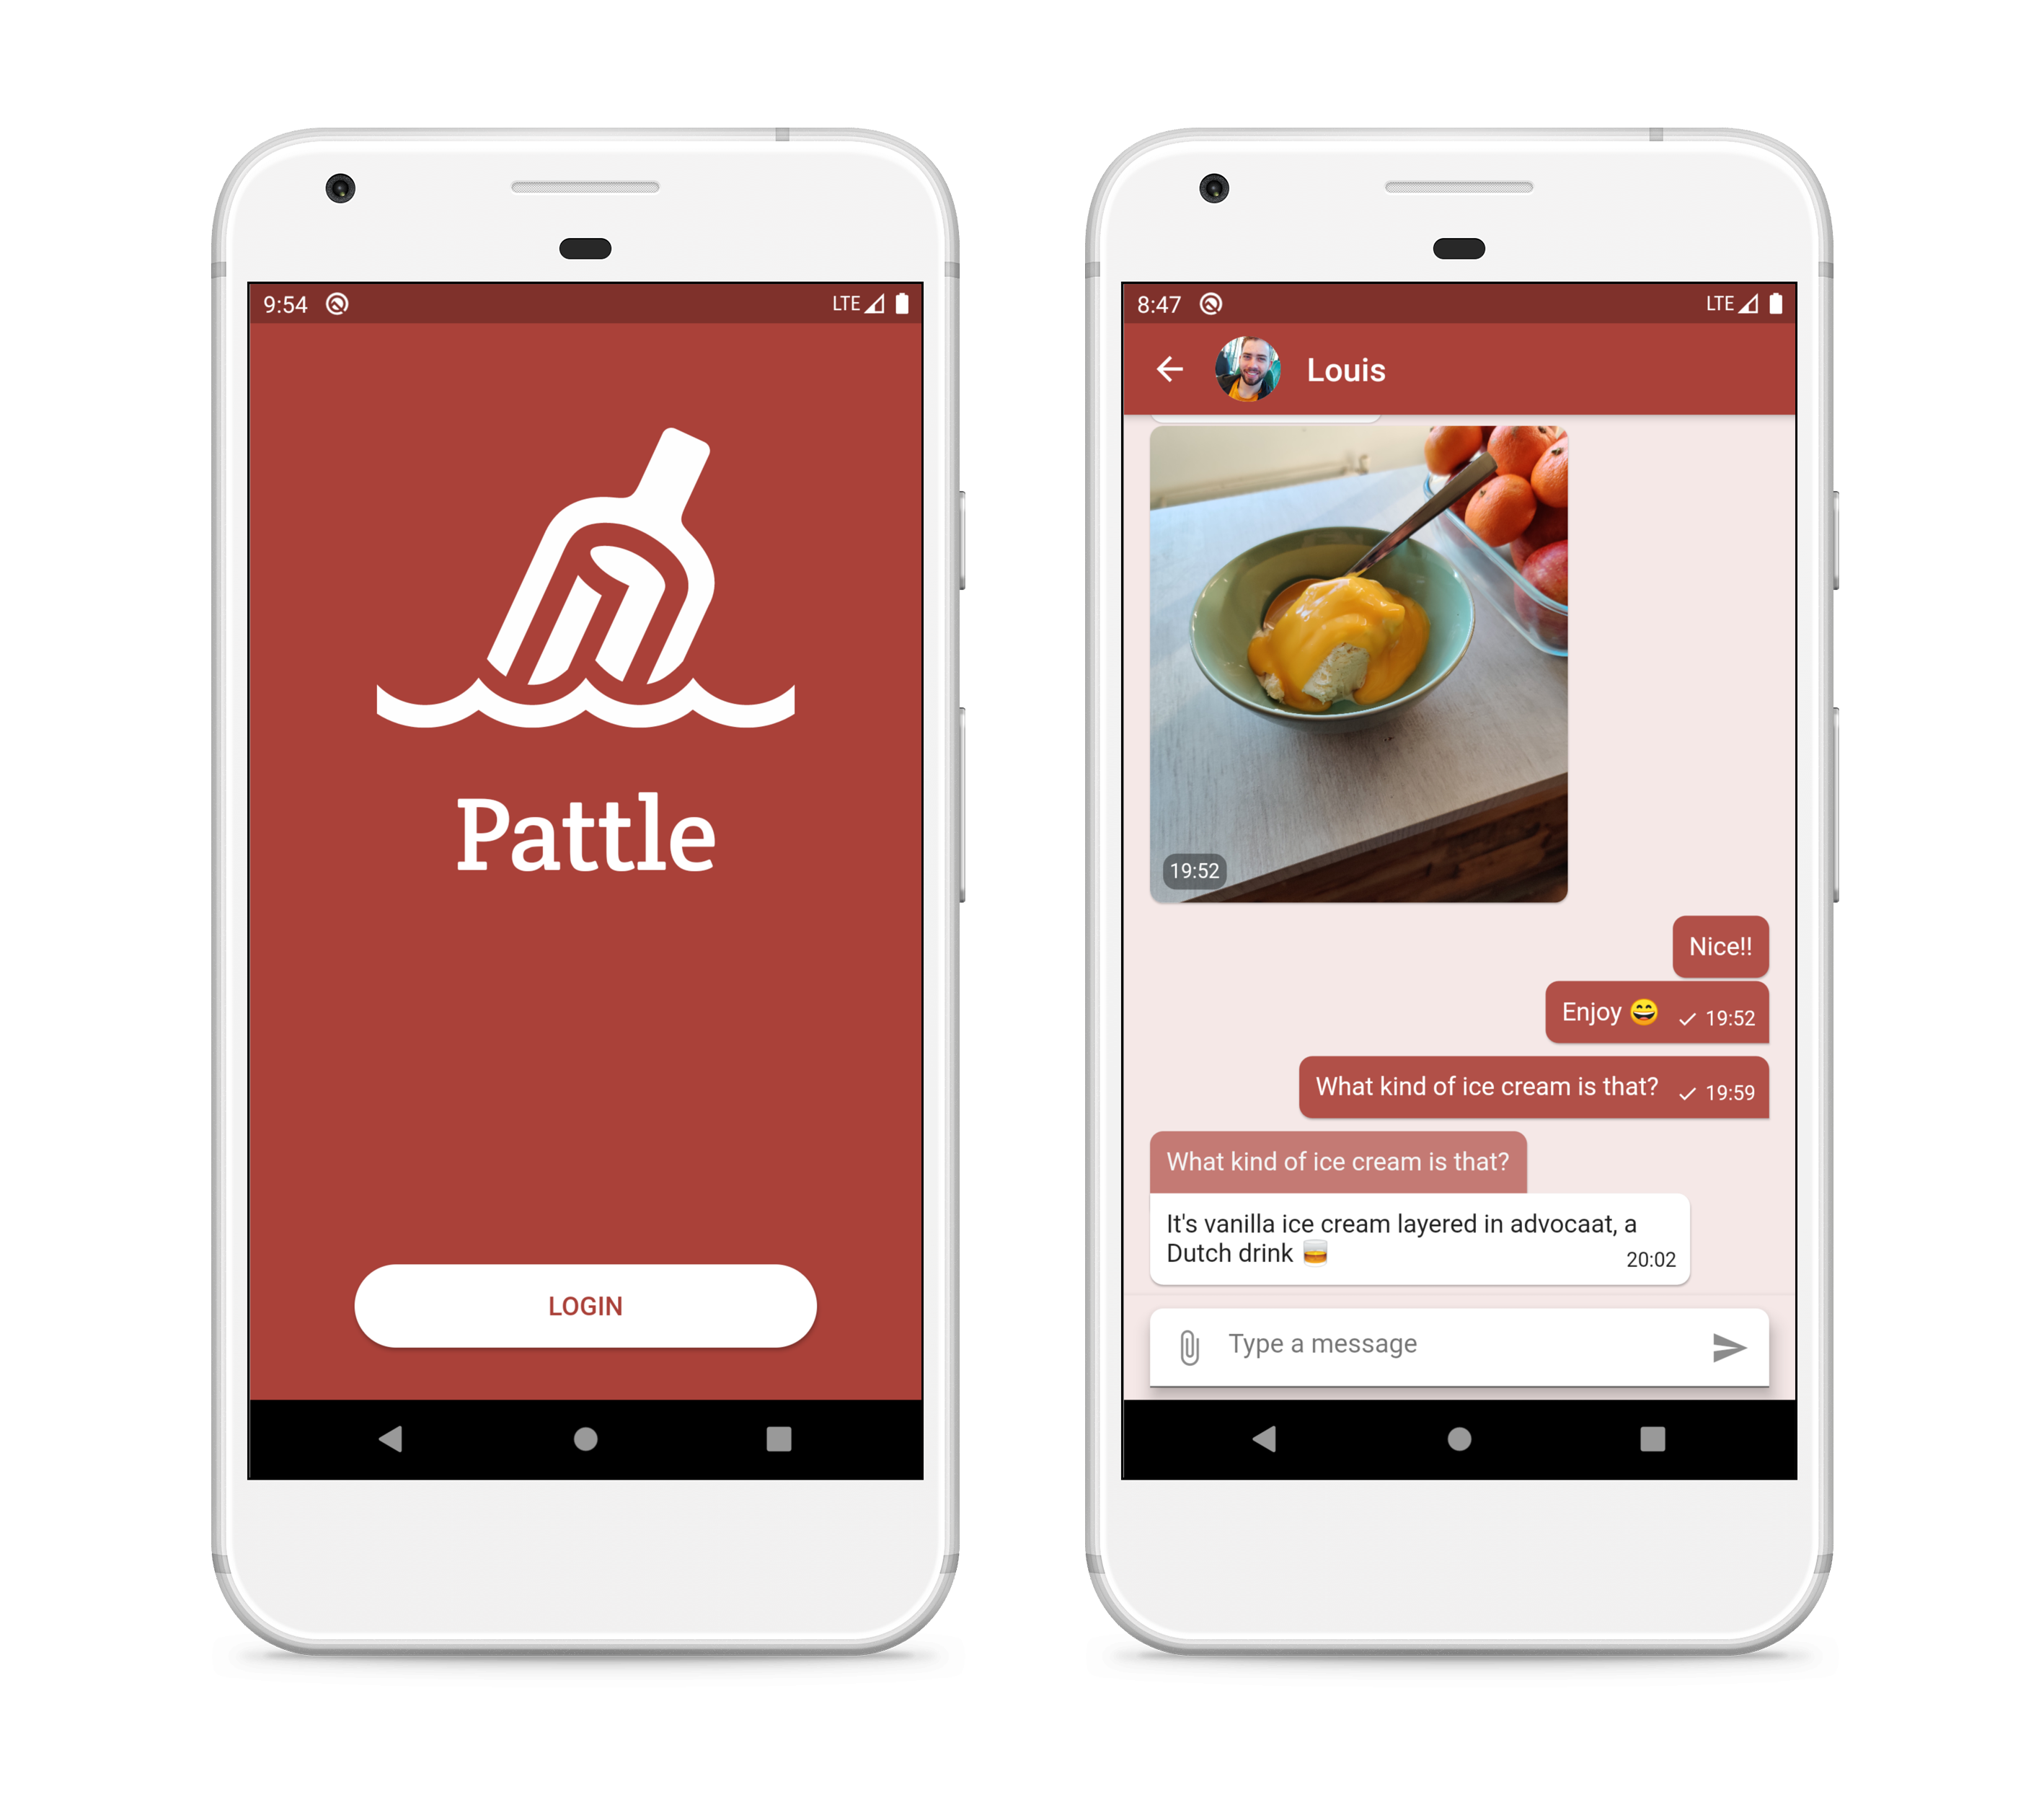 9:54
LTE
Pattle
LOGIN
8:47
LTE
Louis
19:52
Nice!!
Enjoy 😄 19:52
What kind of ice cream is that? 19:59
What kind of ice cream is that?
It's vanilla ice cream layered in advocaat, a
Dutch drink 🥃 20:02
Type a message